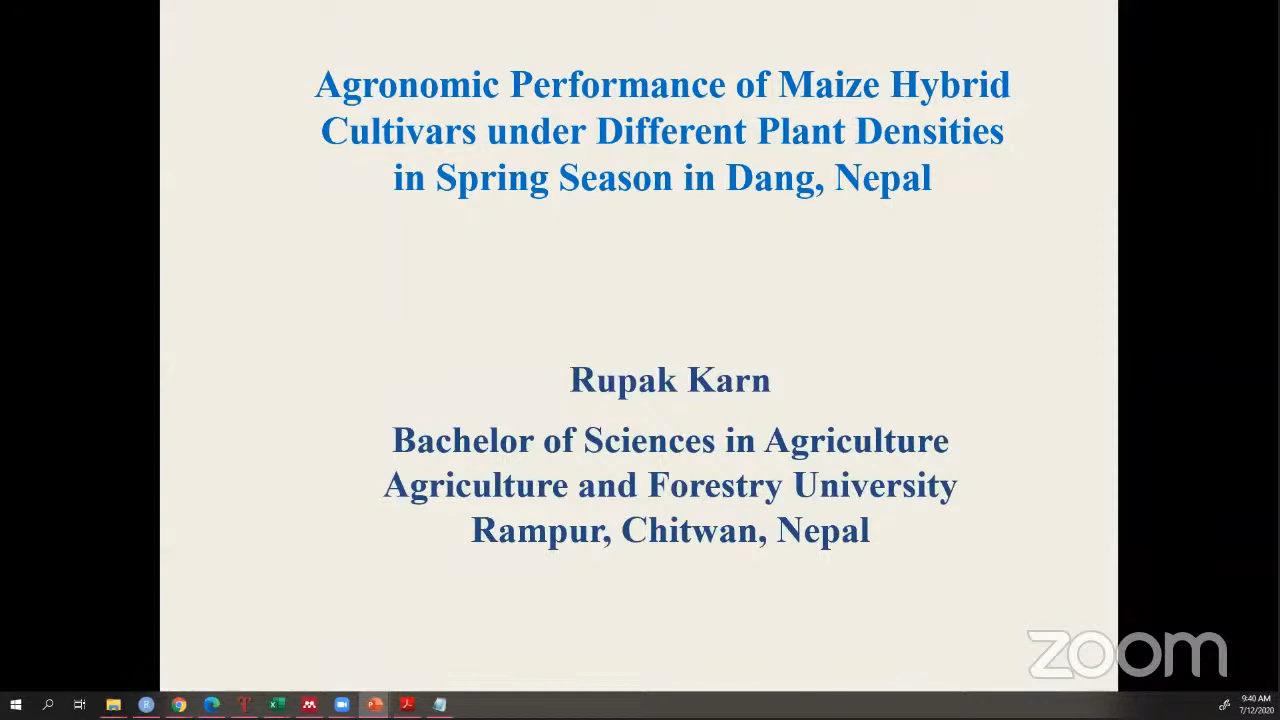 Agronomic Performance of Maize Hybrid
Cultivars under Different Plant Densities
in Spring Season in Dang, Nepal
Rupak Karn
Bachelor of Sciences in Agriculture
Agriculture and Forestry University
Rampur, Chitwan, Nepal
zoom
9:40 AM
7/12/2020